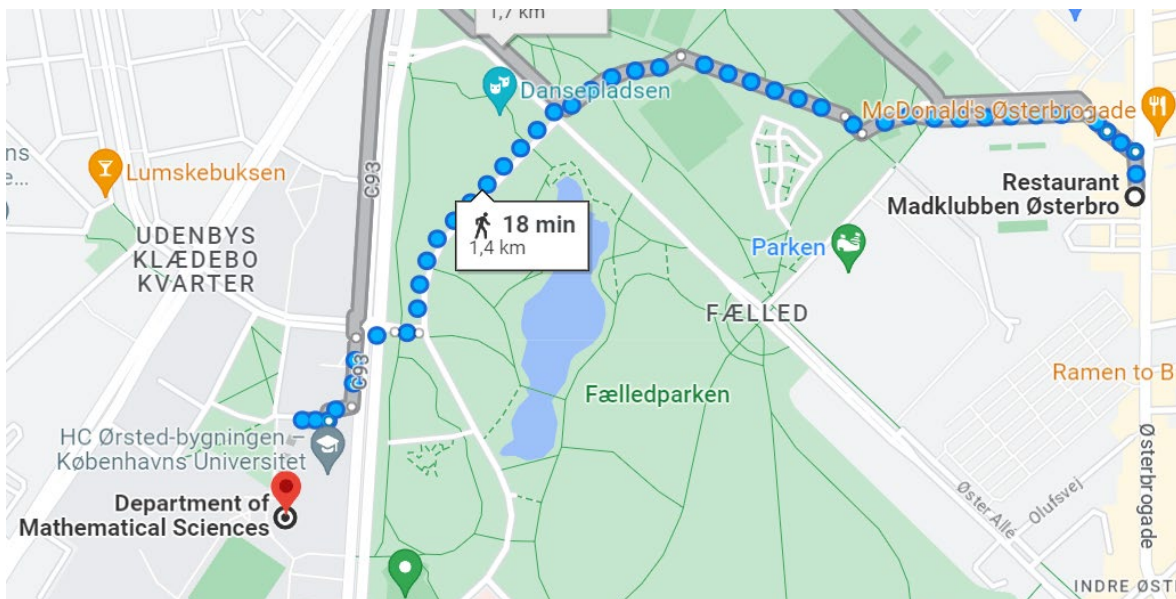 1,7 km
Dansepladsen
McDonald's Østerbrogade
C93
Lumskebuksen
Restaurant
Madklubben Østerbro
18 min
1,4 km
UDENBYS
KLÆDEBO
KVARTER
Parken
FÆLLED
C93
Ramen to B
Fælledparken
HC Ørsted-bygningen –
Københavns Universitet
Østerbrogade
Department of
Mathematical Sciences
Øster Allé
Olufsvej
INDRE ØST